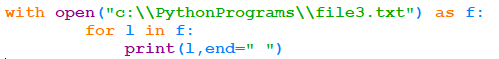 with open("c:\\PythonPrograms\\file3.txt") as f:
        for l in f:
            print(l,end=" ")